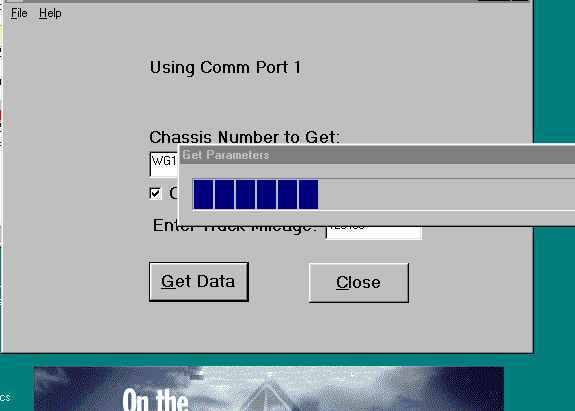 File Help
Using Comm Port 1
Chassis Number to Get:
Get Parameters
WG1
Enter Truck Mileage:
Get Data Close
On the
cs